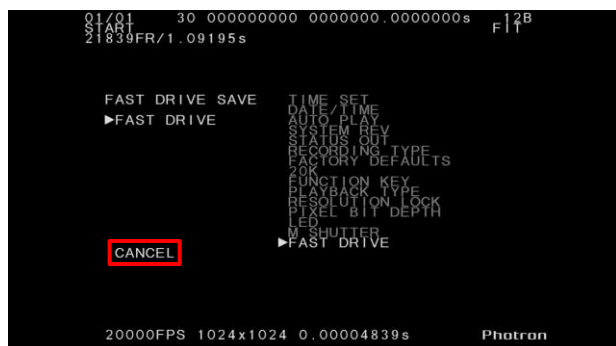 01/01 30 000000000 0000000.0000000s 12B
START FIT
21839FR/1.09195s
FAST DRIVE SAVE
▶FAST DRIVE
CANCEL
TIME SET
DATE/TIME
AUTO PLAY
SYSTEM REV
STATUS OUT
RECORDING TYPE
FACTORY DEFAULTS
20K
FUNCTION KEY
PLAYBACK TYPE
RESOLUTION LOCK
PIXEL BIT DEPTH
LED
M SHUTTER
▶FAST DRIVE
20000FPS 1024x1024 0.00004839s Photron